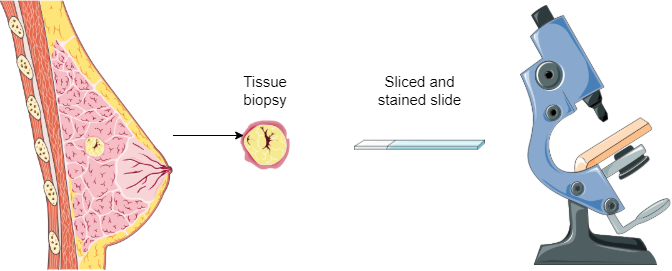 Tissue
biopsy
Sliced and
stained slide